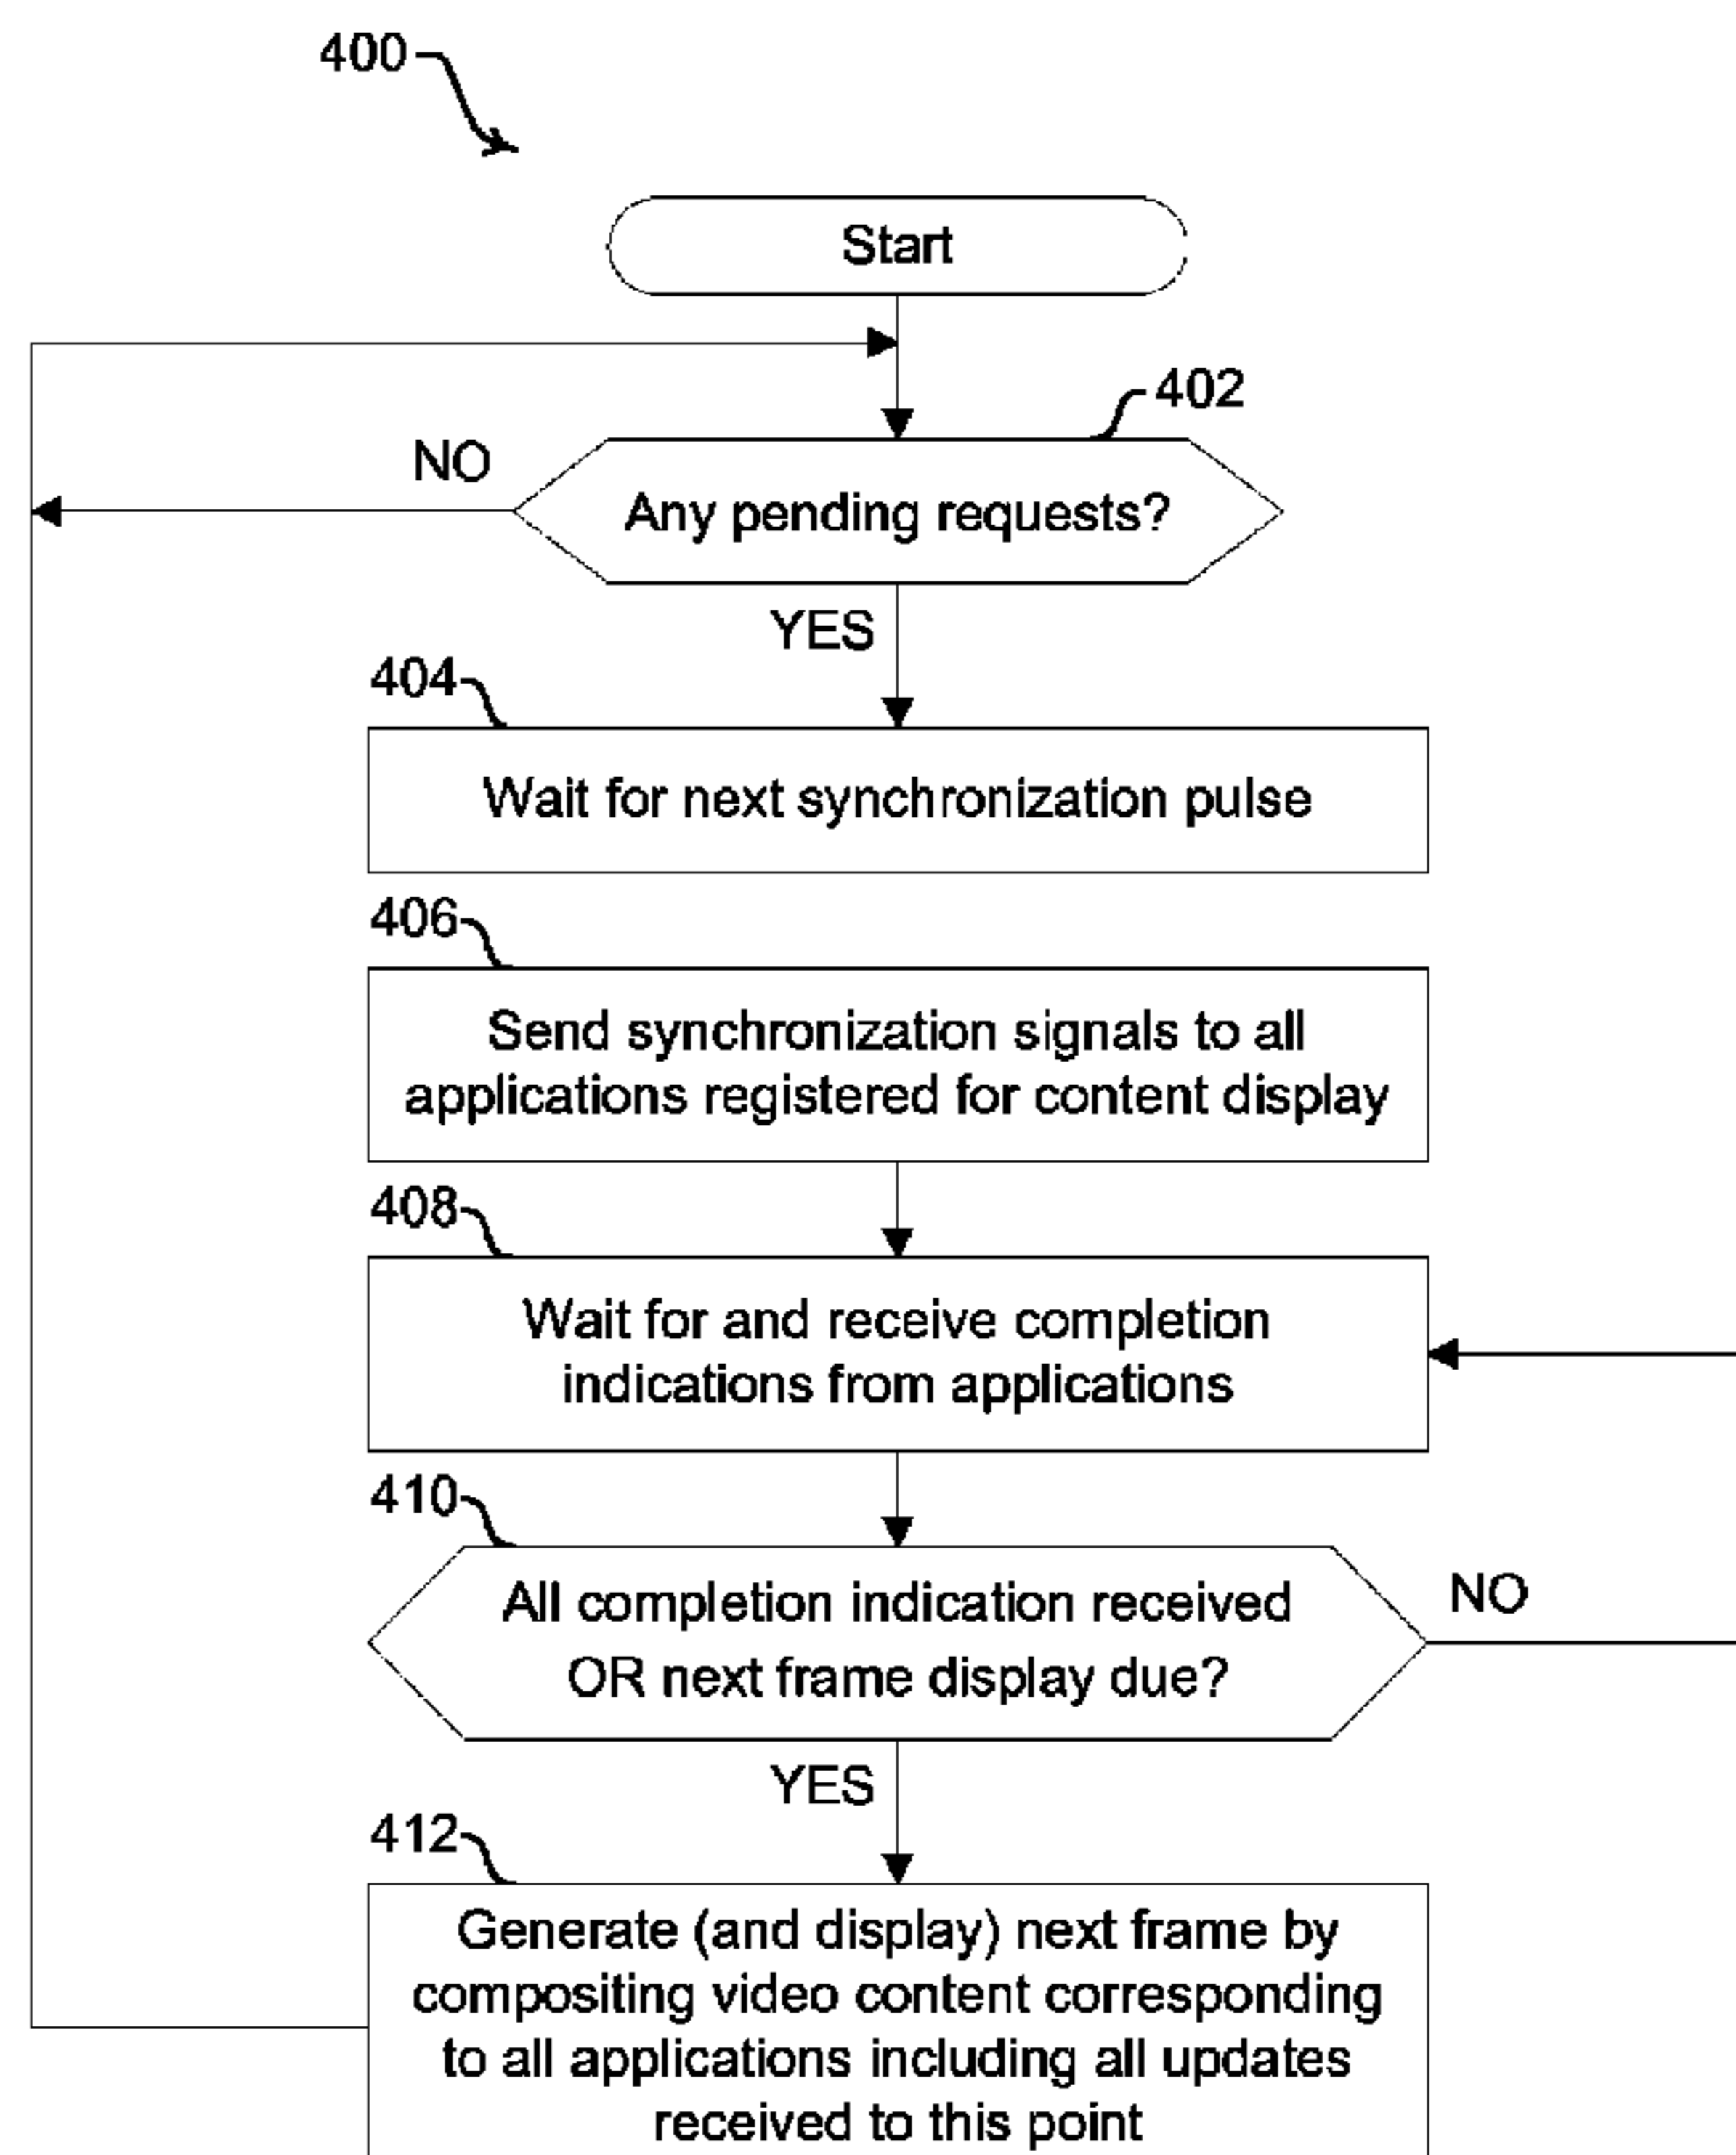 400
Start
402
NO
Any pending requests?
YES
404
Wait for next synchronization pulse
406
Send synchronization signals to all
applications registered for content display
408
Wait for and receive completion
indications from applications
410
All completion indication received
OR next frame display due?
NO
YES
412
Generate (and display) next frame by
compositing video content corresponding
to all applications including all updates
received to this point